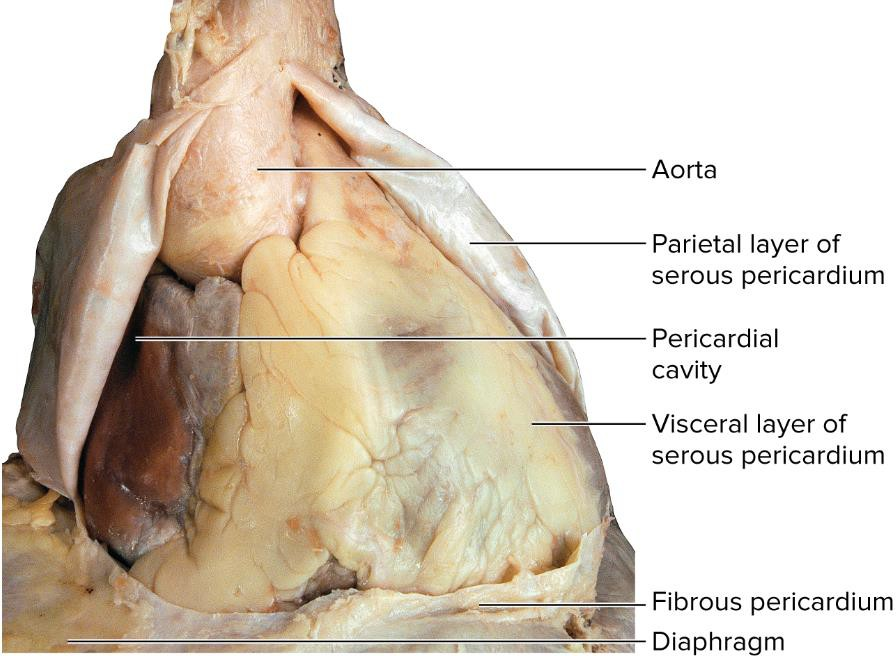 Aorta
Parietal layer of
serous pericardium
Pericardial
cavity
Visceral layer of
serous pericardium
Fibrous pericardium
Diaphragm